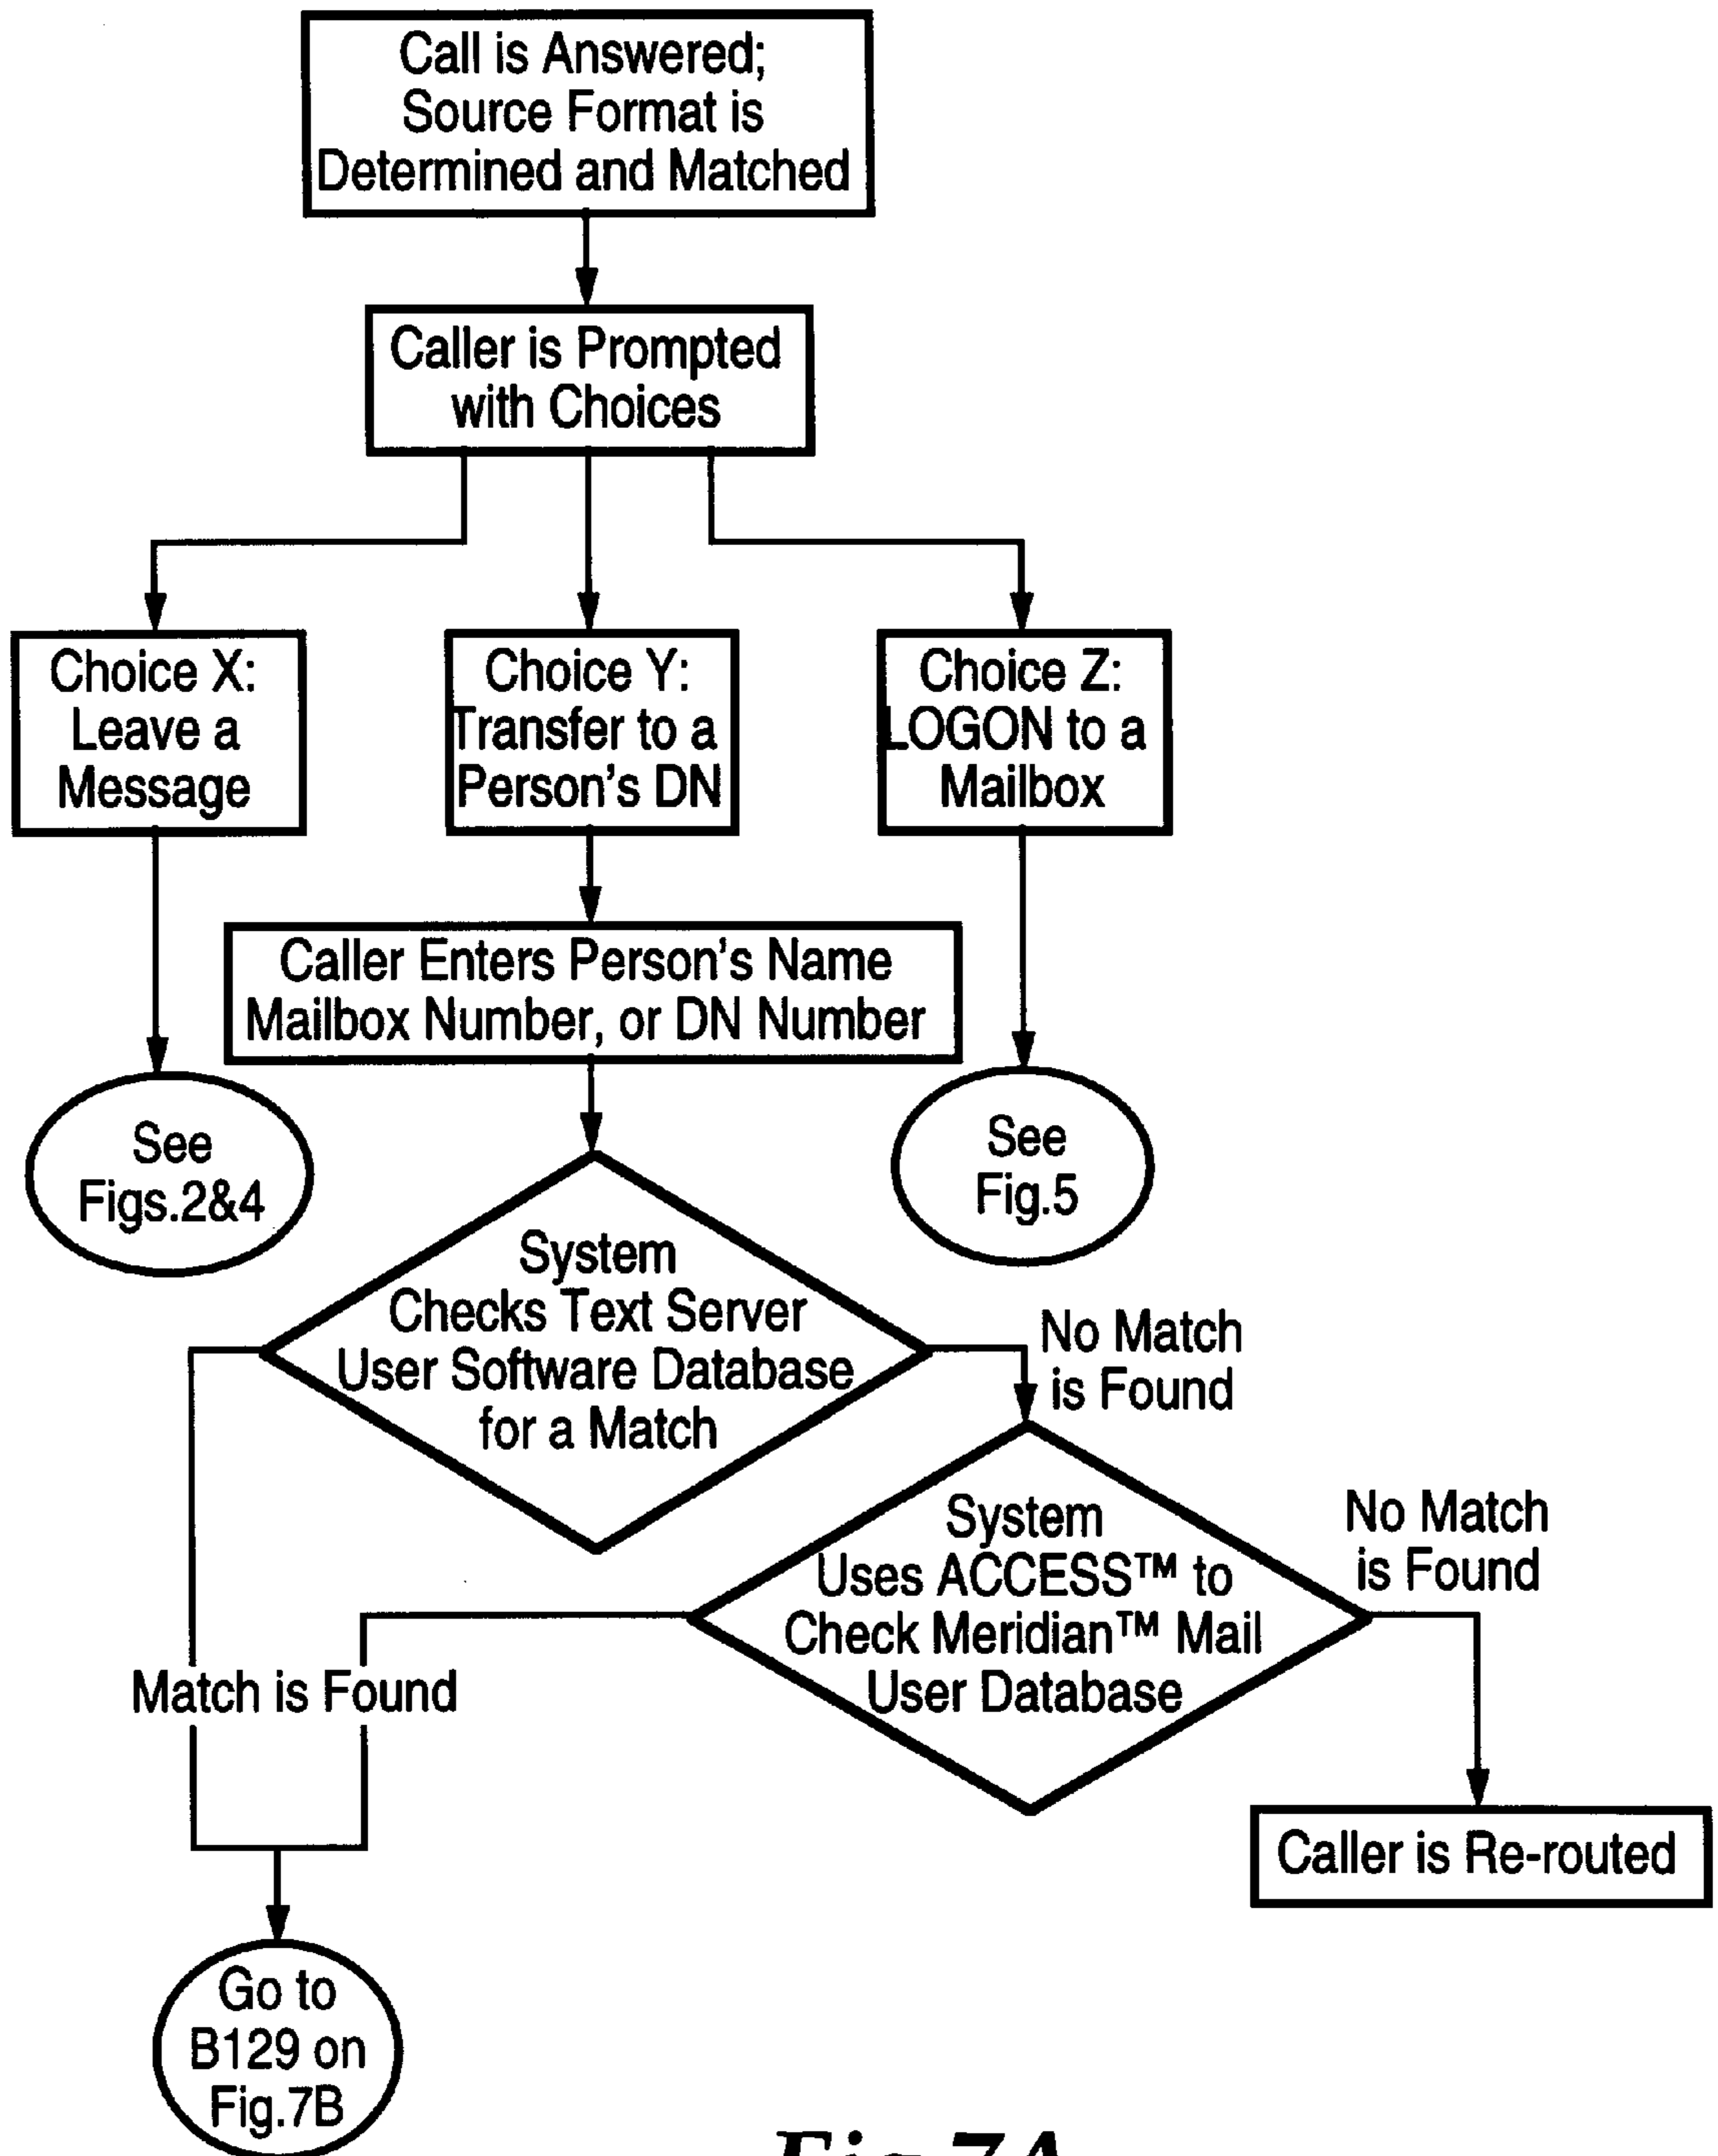 Call is Answered;
Source Format is
Determined and Matched
Caller is Prompted
with Choices
Choice X:
Leave a
Message
Choice Y:
Transfer to a
Person's DN
Choice Z:
LOGON to a
Mailbox
Caller Enters Person's Name
Mailbox Number, or DN Number
See
Figs.2&4
See
Fig.5
System
Checks Text Server
User Software Database
for a Match
No Match
is Found
System
Uses ACCESS™ to
Check Meridian™ Mail
User Database
No Match
is Found
Match is Found
Caller is Re-routed
Go to
B129 on
Fig.7B
Fig.7A